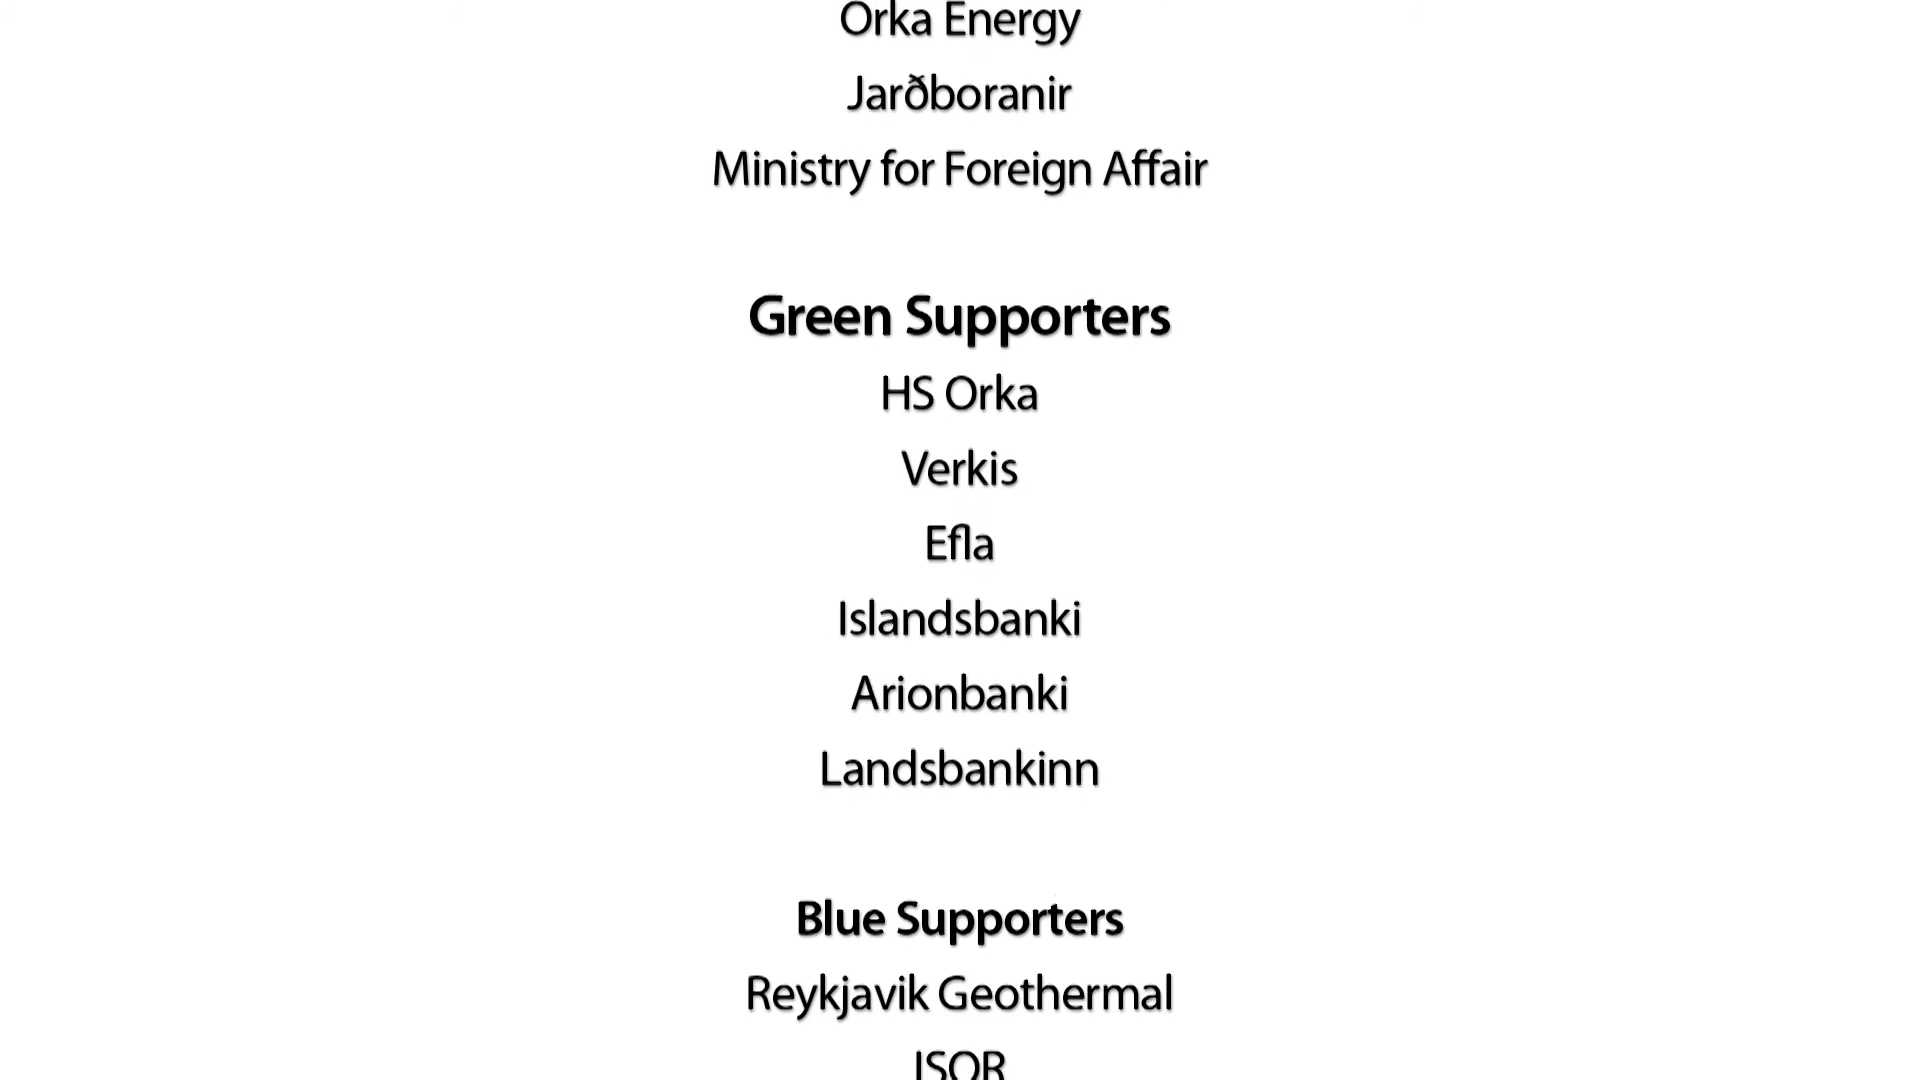 Orka Energy
Jarðboranir
Ministry for Foreign Affair
Green Supporters
HS Orka
Verkis
Efla
Islandsbanki
Arionbanki
Landsbankinn
Blue Supporters
Reykjavik Geothermal
ISOR